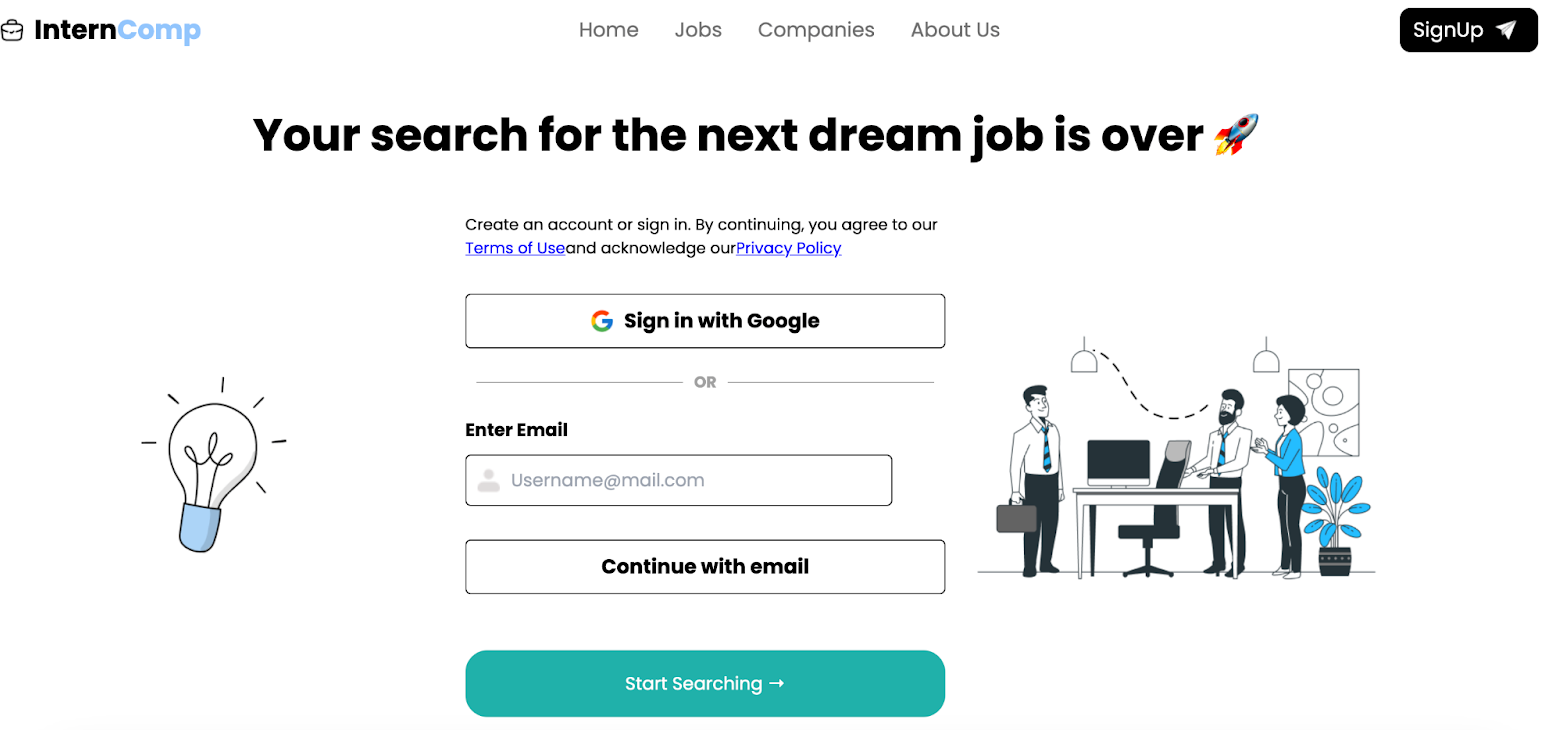 InternComp
Home Jobs Companies About Us
SignUp
Your search for the next dream job is over 🚀
Create an account or sign in. By continuing, you agree to our
Terms of Useand acknowledge ourPrivacy Policy
Sign in with Google
OR
Enter Email
Username@mail.com
Continue with email
Start Searching →